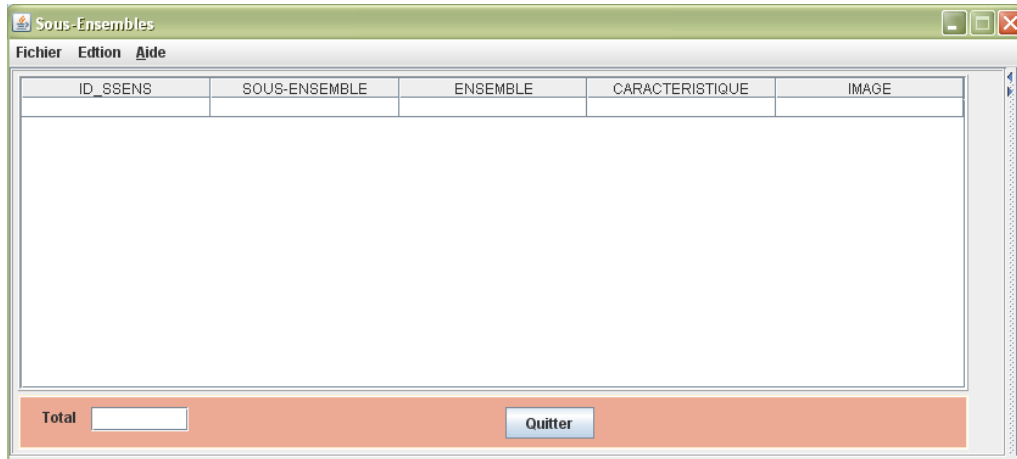 Sous-Ensembles
Fichier Edtion Aide
ID_SSENS SOUS-ENSEMBLE ENSEMBLE CARACTERISTIQUE IMAGE
Total Quitter